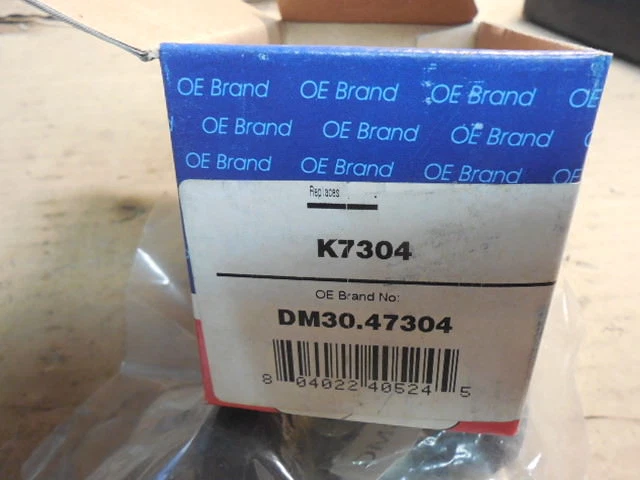 OE Brand OE Brand OE Brand OE
OE Brand OE Brand OE Brand
OE Brand OE Brand OE Brand OE
Replaces
K7304
OE Brand No:
DM30.47304
8 04022 40524 5